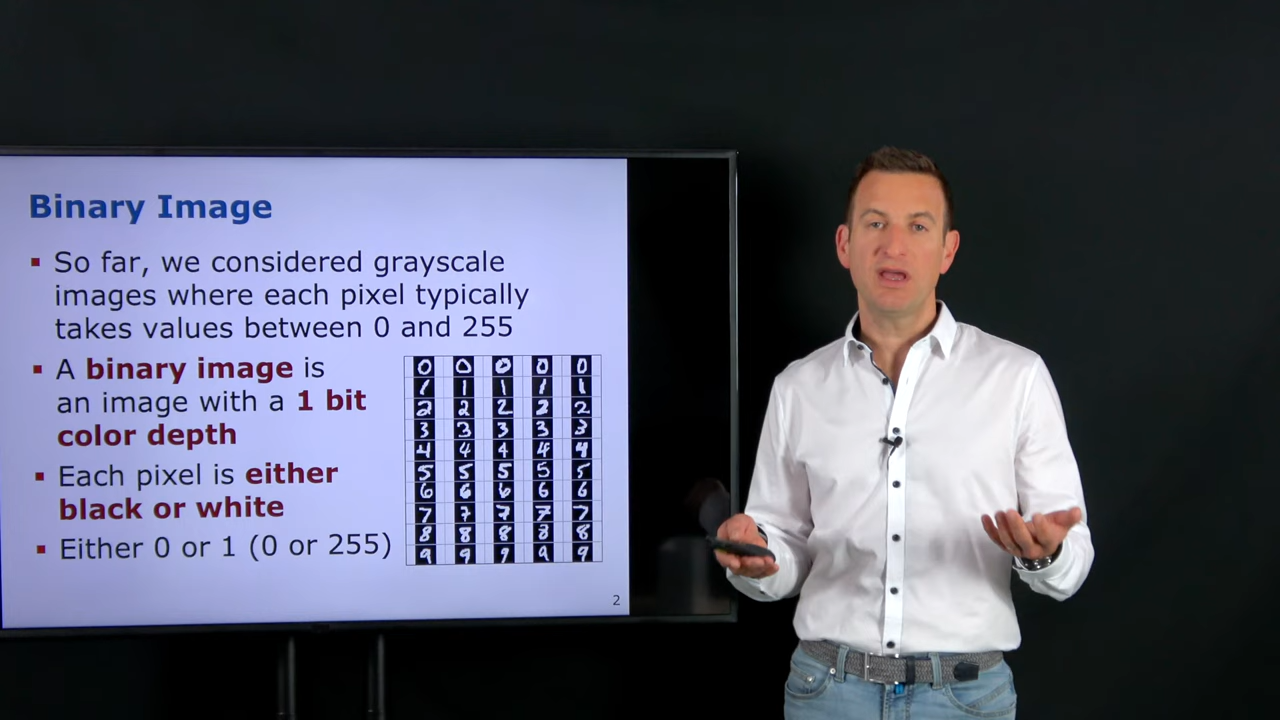 Binary Image
▪ So far, we considered grayscale
images where each pixel typically
takes values between 0 and 255
▪ A binary image is
an image with a 1 bit
color depth
▪ Each pixel is either
black or white
▪ Either 0 or 1 (0 or 255)
0 0 0 0 0
1 1 1 1 1
2 2 2 2 2
3 3 3 3 3
4 4 4 4 4
5 5 5 5 5
6 6 6 6 6
7 7 7 7 7
8 8 8 8 8
9 9 9 9 9
2